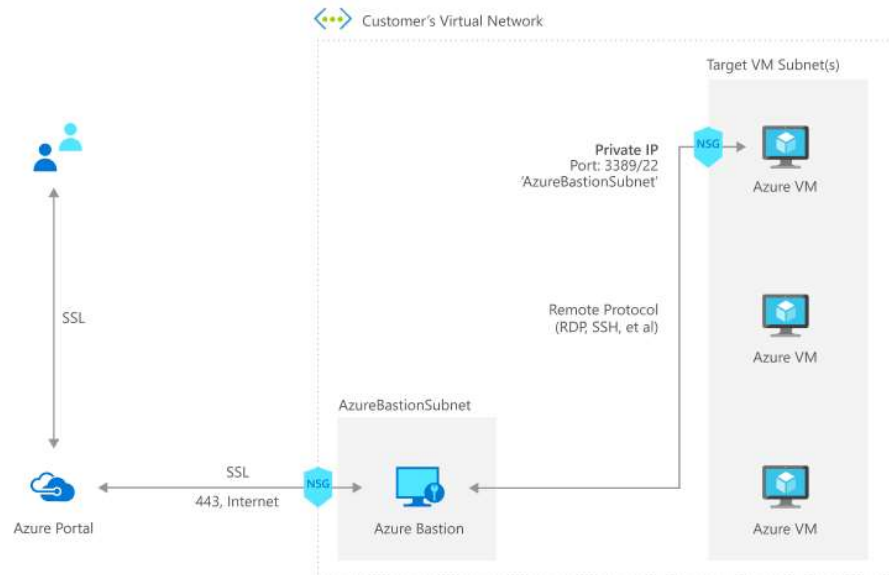 Customer's Virtual Network
Target VM Subnet(s)
NSG
Private IP
Port: 3389/22
'AzureBastionSubnet'
Azure VM
SSL
Remote Protocol
(RDP, SSH, et al)
Azure VM
AzureBastionSubnet
SSL
NSG
443, Internet
Azure Portal
Azure Bastion
Azure VM